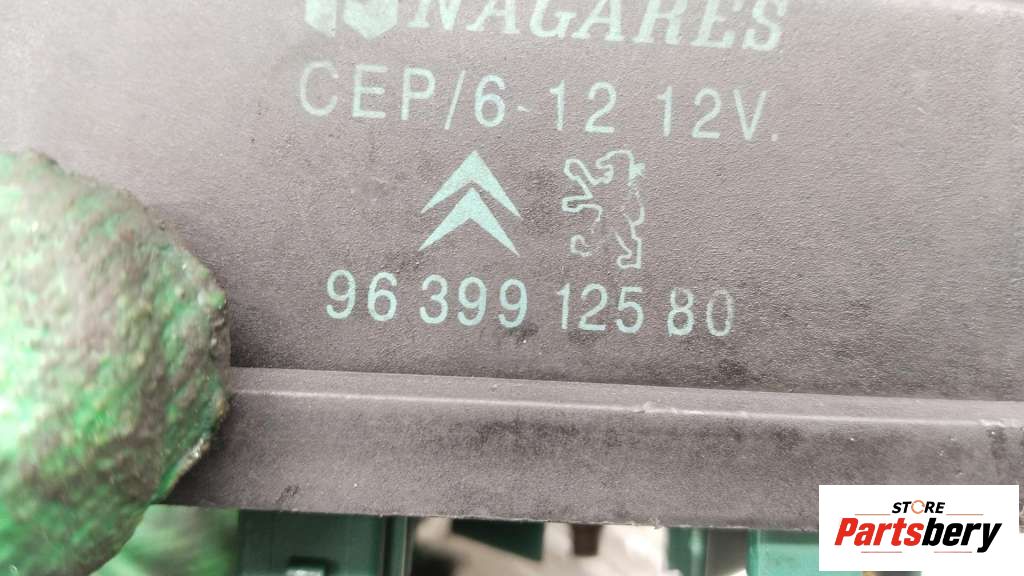 NAGARES
CEP/6-12 12V.
96 399 125 80
STORE
Partsbery